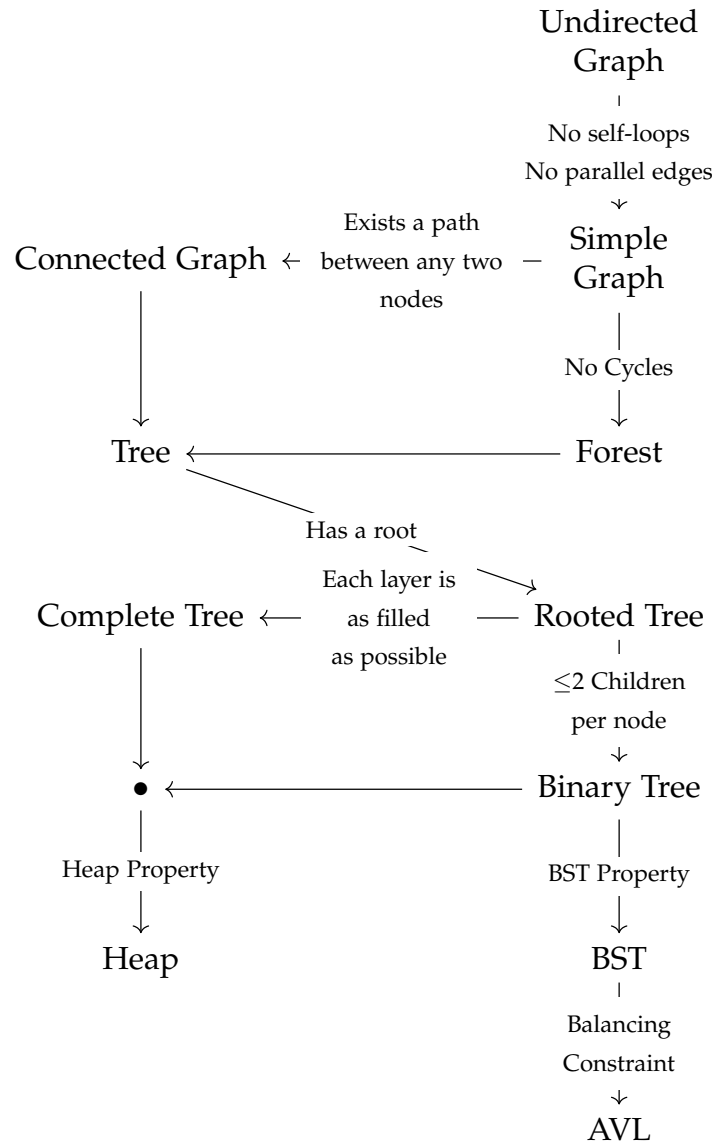 Undirected
Graph
No self-loops
No parallel edges
Connected Graph
Exists a path
between any two
nodes
Simple
Graph
No Cycles
Tree
Forest
Has a root
Complete Tree
Each layer is
as filled
as possible
Rooted Tree
≤2 Children
per node
Binary Tree
Heap Property
BST Property
Heap
BST
Balancing
Constraint
AVL